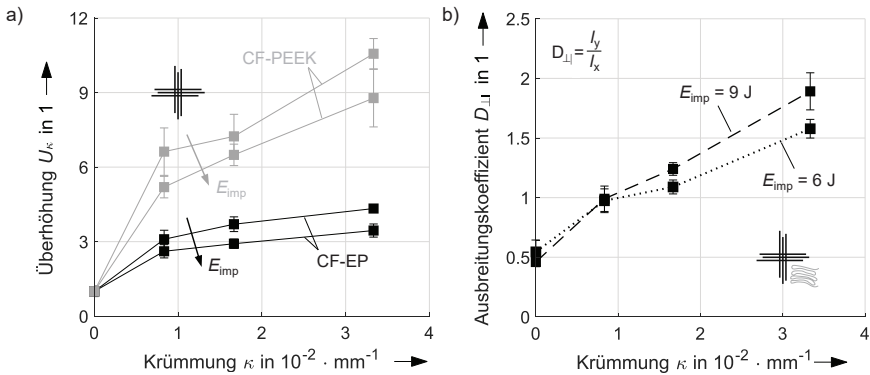 a)
Überhöhung Uκ in 1
12
9
6
3
0
CF-PEEK
Eimp
Eimp
CF-EP
0
1
2
3
4
Krümmung κ in 10-2 · mm-1
b)
Ausbreitungskoeffizient D⊥∥ in 1
2.5
2
1.5
1
0.5
0
D⊥∥ = ly
lx
Eimp = 9 J
Eimp = 6 J
0
1
2
3
4
Krümmung κ in 10-2 · mm-1